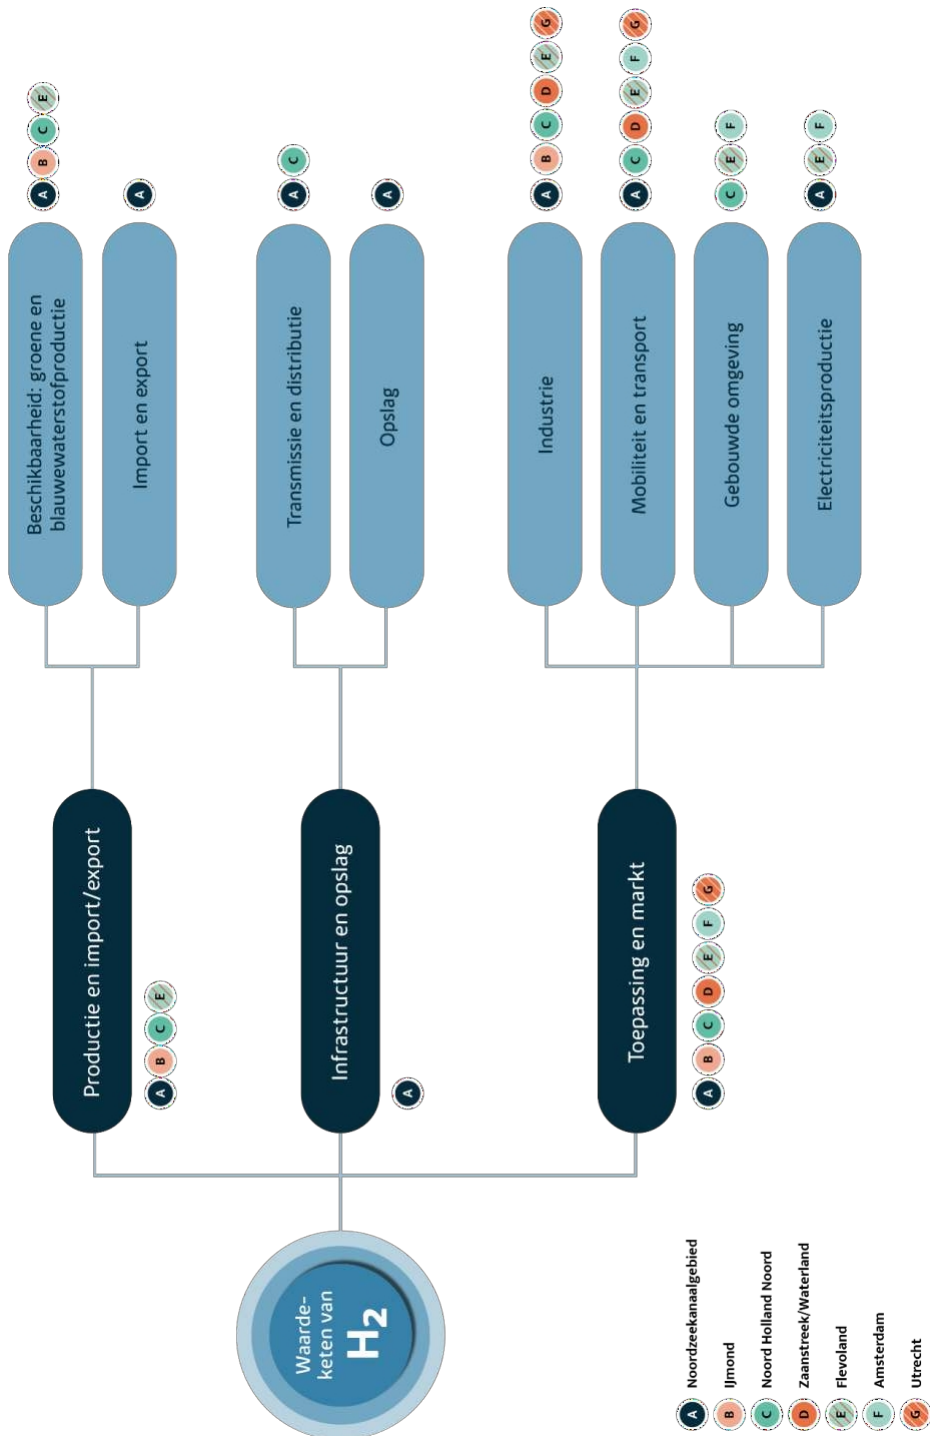 Waarde-
keten van
H₂
Productie en import/export
A B C E
Beschikbaarheid: groene en
blauwewaterstofproductie
A B C E
Import en export
A
Infrastructuur en opslag
A
Transmissie en distributie
A C
Opslag
A
Toepassing en markt
A B C D E F G
Industrie
A B C D E G
Mobiliteit en transport
A C D E F G
Gebouwde omgeving
C E F
Electriciteitsproductie
A E F
A Noordzeekanaalgebied
B IJmond
C Noord Holland Noord
D Zaanstreek/Waterland
E Flevoland
F Amsterdam
G Utrecht